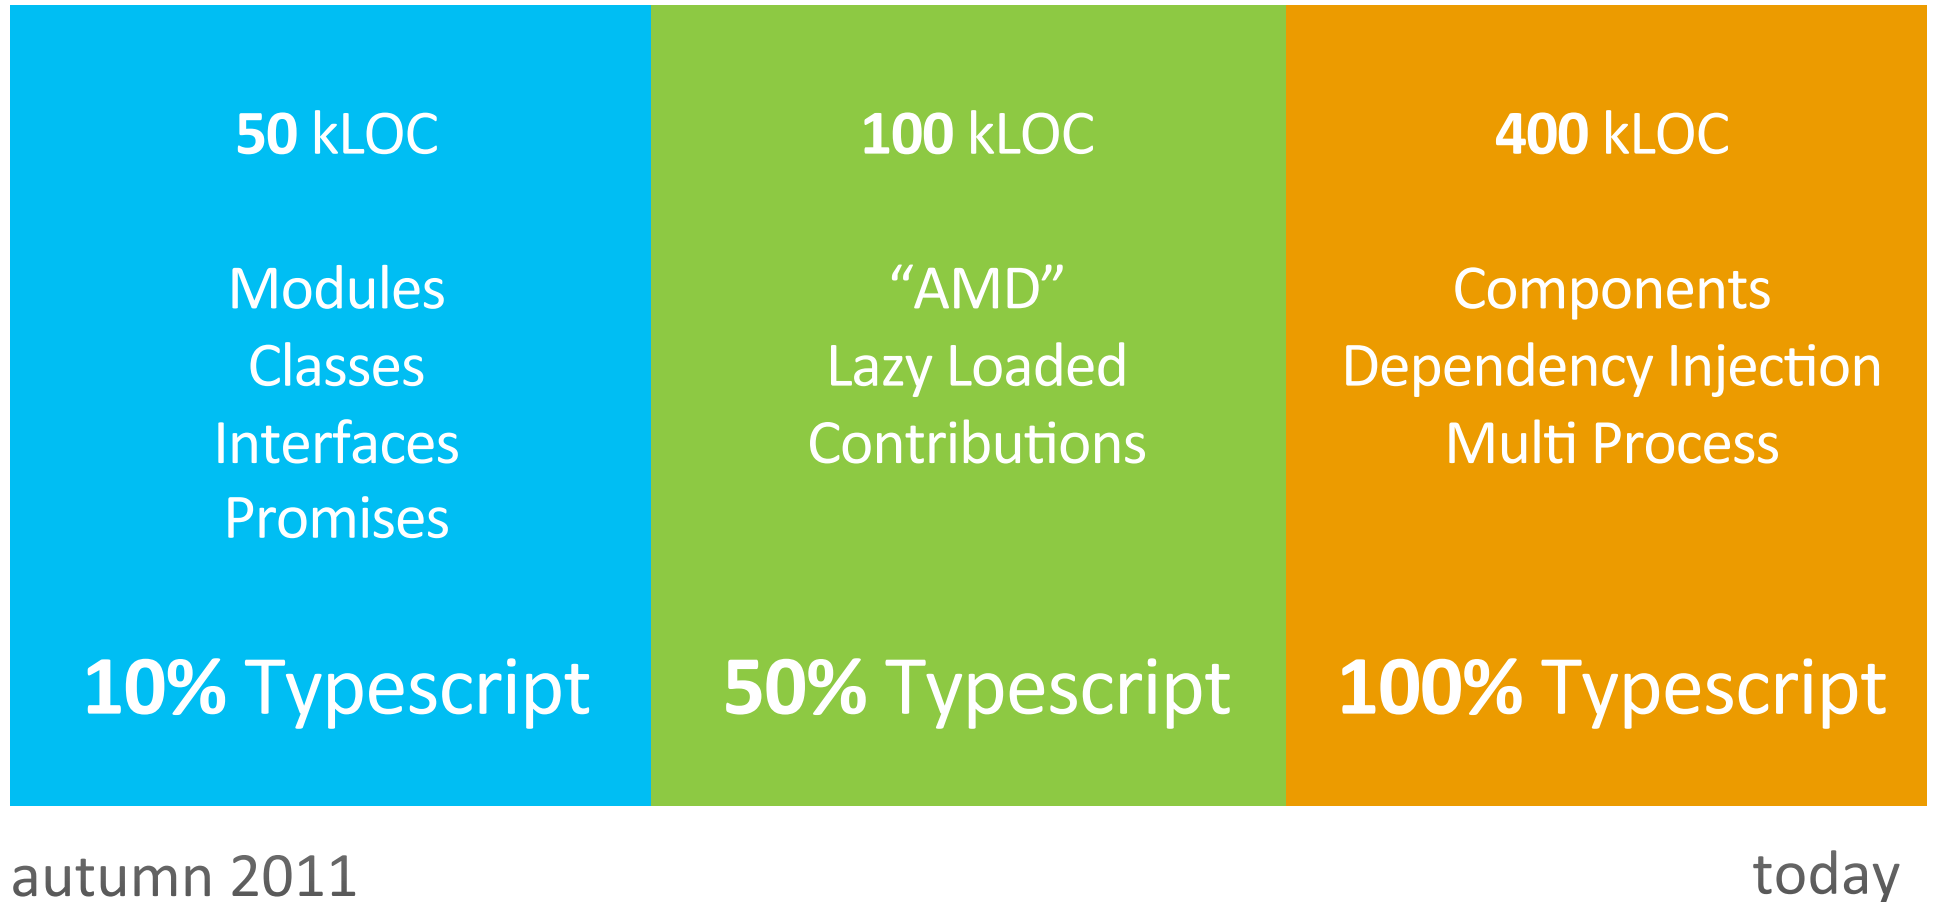 50 kLOC
Modules
Classes
Interfaces
Promises
10% Typescript
100 kLOC
“AMD”
Lazy Loaded
Contributions
50% Typescript
400 kLOC
Components
Dependency Injection
Multi Process
100% Typescript
autumn 2011
today